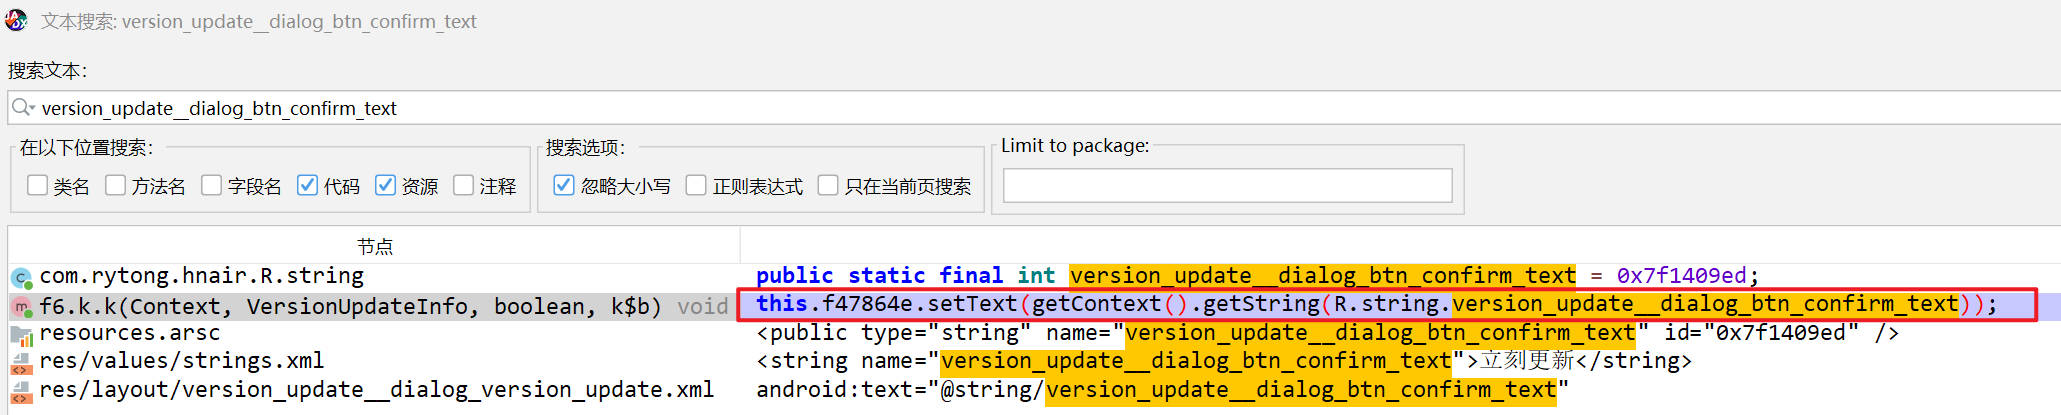 文本搜索: version_update__dialog_btn_confirm_text
搜索文本:
version_update__dialog_btn_confirm_text
在以下位置搜索: 搜索选项: Limit to package:
类名 方法名 字段名 代码 资源 注释 忽略大小写 正则表达式 只在当前页搜索
节点
com.rytong.hnair.R.string public static final int version_update__dialog_btn_confirm_text = 0x7f1409ed;
f6.k.k(Context, VersionUpdateInfo, boolean, k$b) void this.f47864e.setText(getContext().getString(R.string.version_update__dialog_btn_confirm_text));
resources.arsc <public type="string" name="version_update__dialog_btn_confirm_text" id="0x7f1409ed" />
res/values/strings.xml <string name="version_update__dialog_btn_confirm_text">立刻更新</string>
res/layout/version_update__dialog_version_update.xml android:text="@string/version_update__dialog_btn_confirm_text"